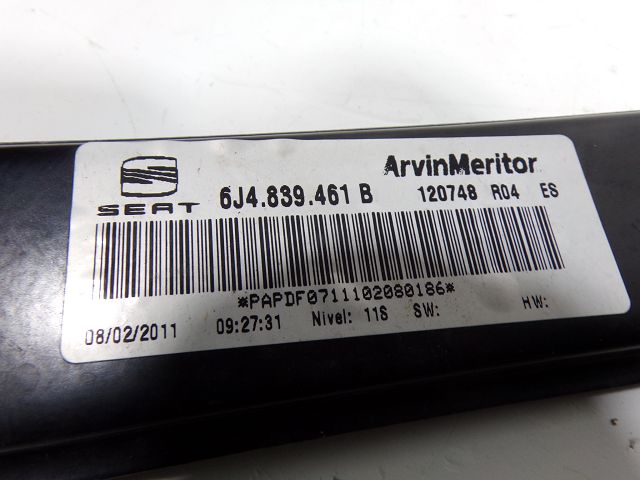 SEAT 6J4.839.461 B ArvinMeritor
120748 R04 ES
*PAPDF0711102080186*
08/02/2011 09:27:31 Nivel: 11S SW: HW: